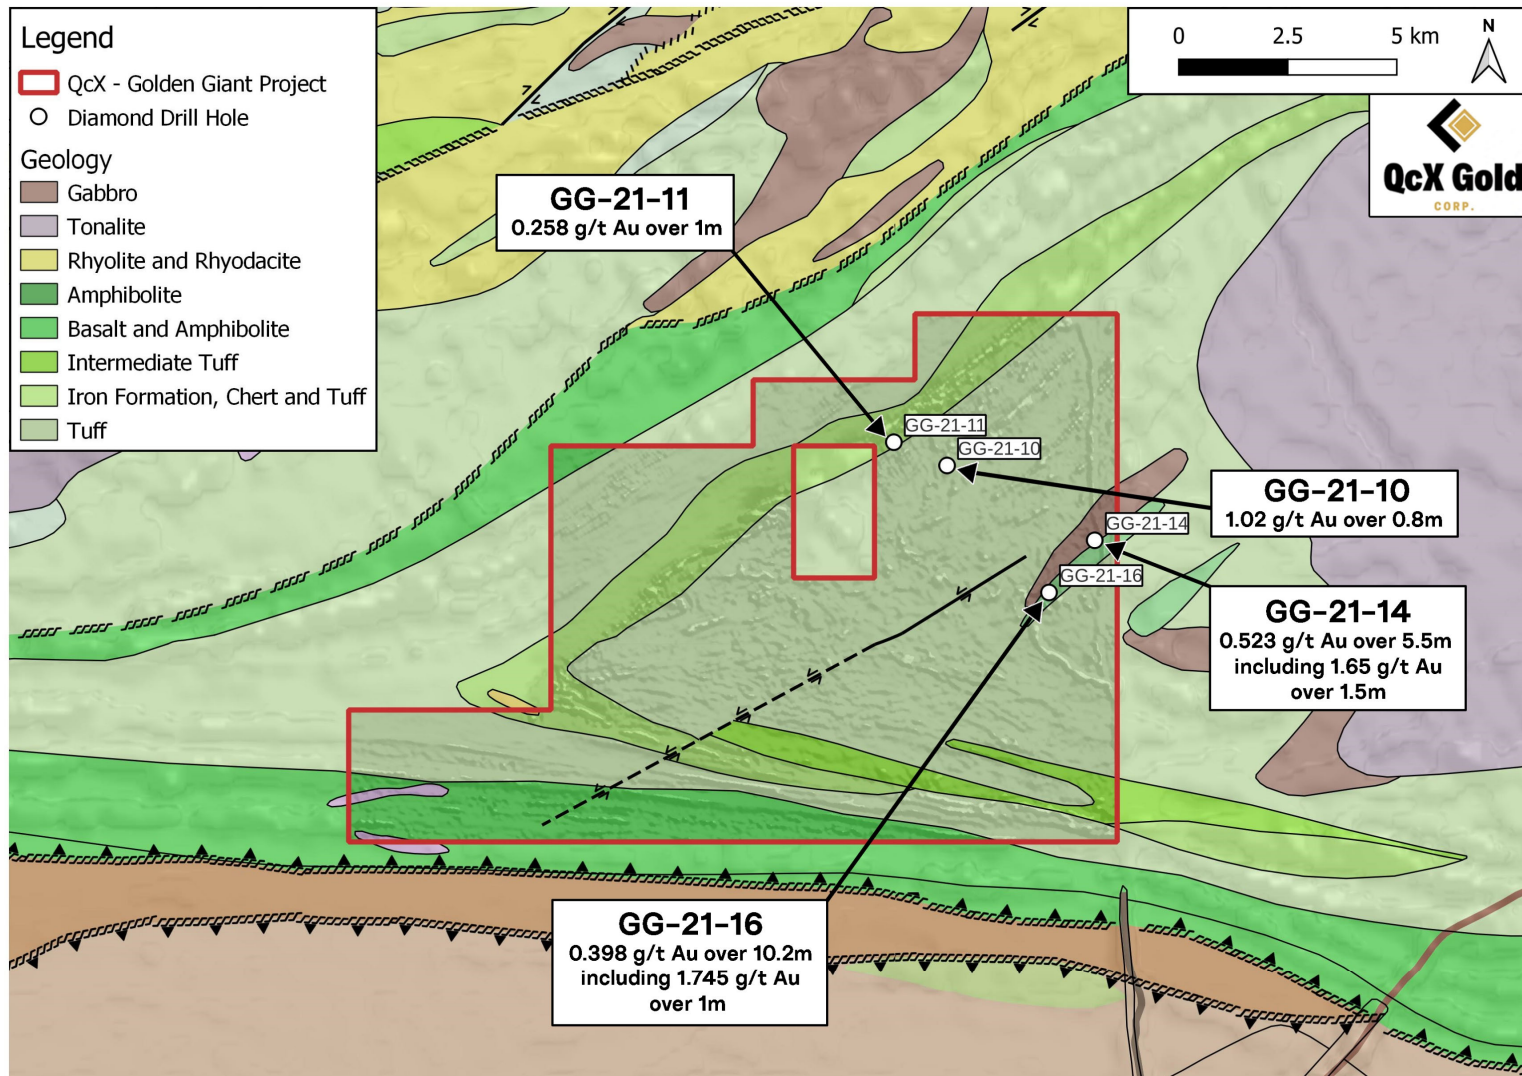 Legend
QcX - Golden Giant Project
Diamond Drill Hole
Geology
Gabbro
Tonalite
Rhyolite and Rhyodacite
Amphibolite
Basalt and Amphibolite
Intermediate Tuff
Iron Formation, Chert and Tuff
Tuff
0 2.5 5 km
N
QcX Gold
CORP.
GG-21-11
0.258 g/t Au over 1m
GG-21-11
GG-21-10
GG-21-10
1.02 g/t Au over 0.8m
GG-21-14
GG-21-16
GG-21-14
0.523 g/t Au over 5.5m
including 1.65 g/t Au
over 1.5m
GG-21-16
0.398 g/t Au over 10.2m
including 1.745 g/t Au
over 1m